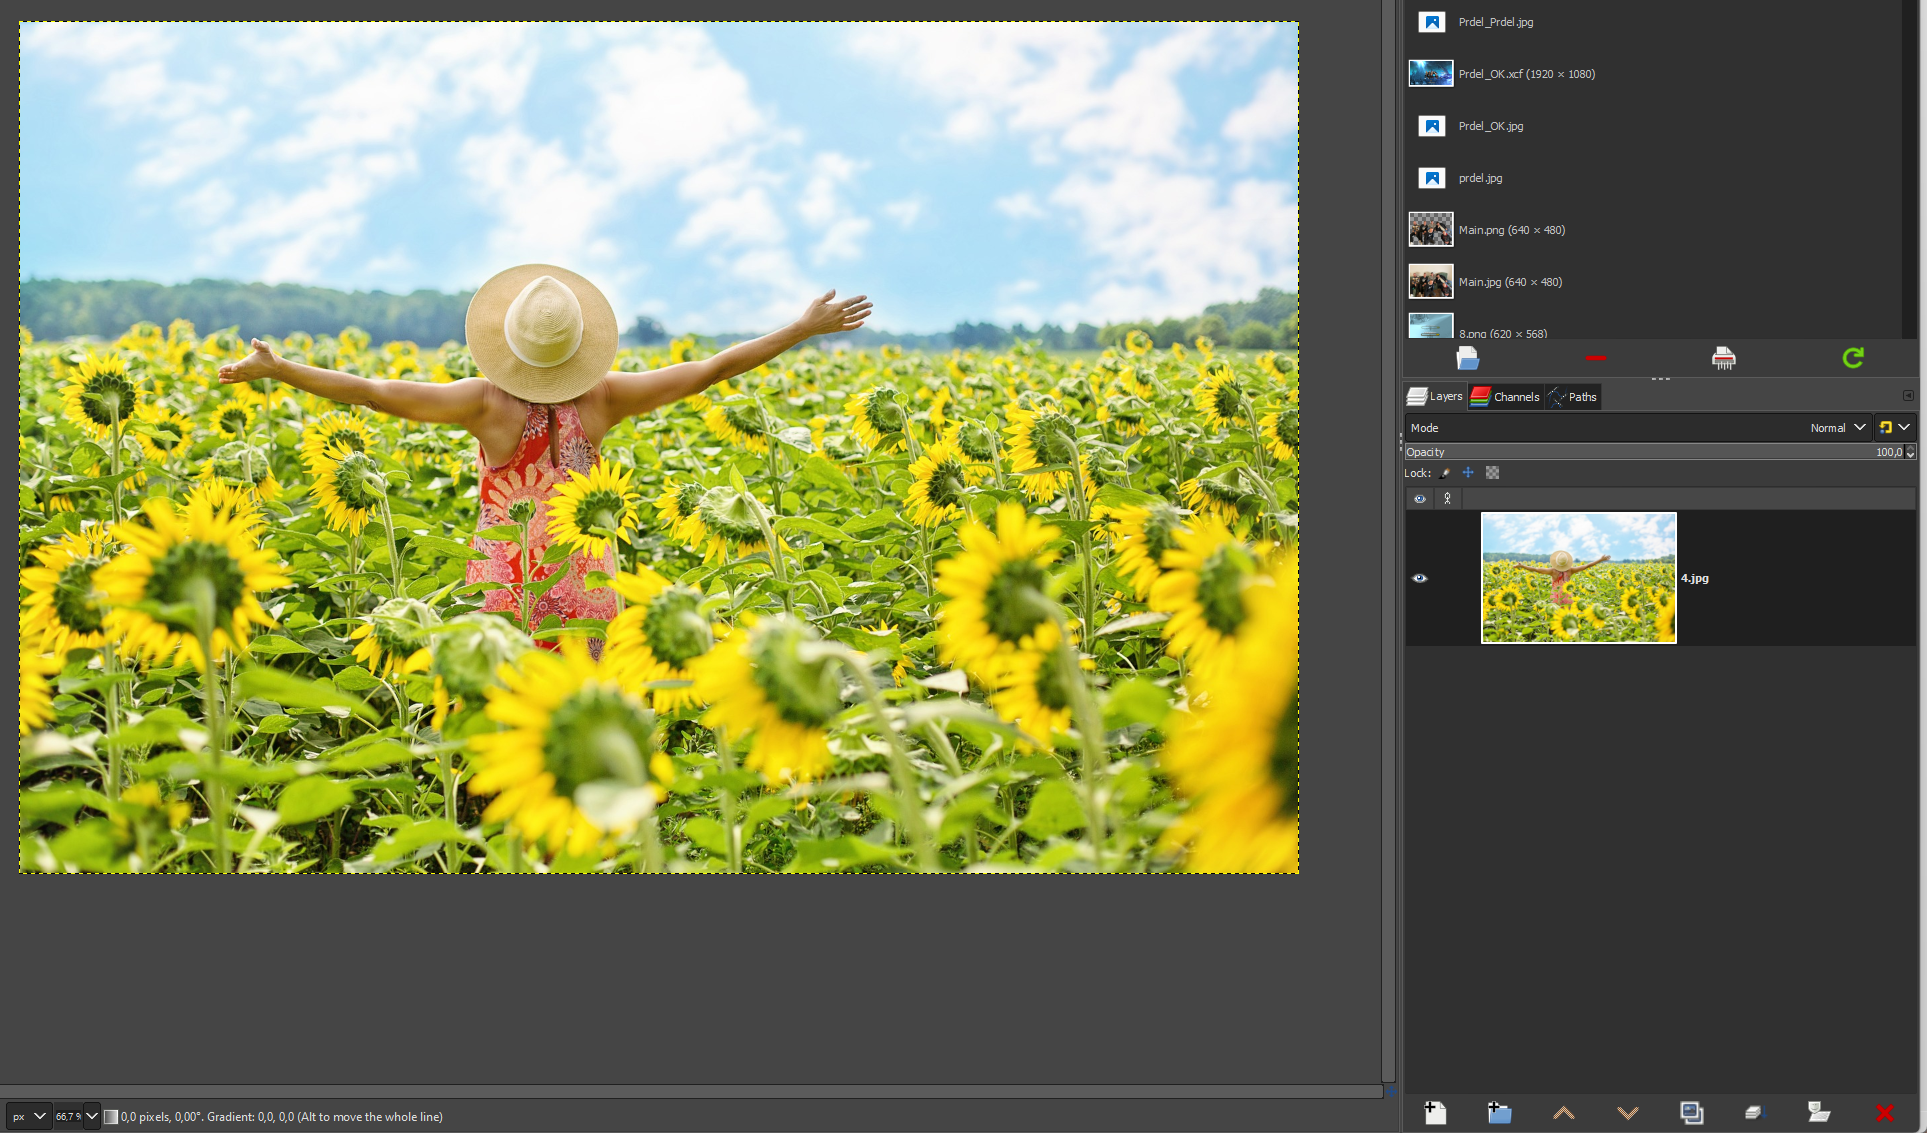 Prdel_Prdel.jpg
Prdel_OK.xcf (1920 × 1080)
Prdel_OK.jpg
prdel.jpg
Main.png (640 × 480)
Main.jpg (640 × 480)
8.png (620 × 568)
Layers Channels Paths
Mode Normal
Opacity 100,0
Lock:
4.jpg
px 66,7 % 0,0 pixels, 0,00°. Gradient: 0,0, 0,0 (Alt to move the whole line)